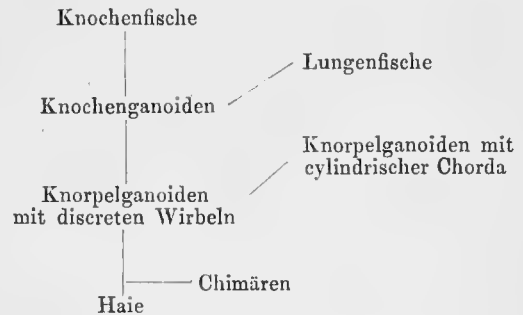 Knochenfische
Lungenfische
Knochenganoiden
Knorpelganoiden mit
cylindrischer Chorda
Knorpelganoiden
mit discreten Wirbeln
Chimären
Haie